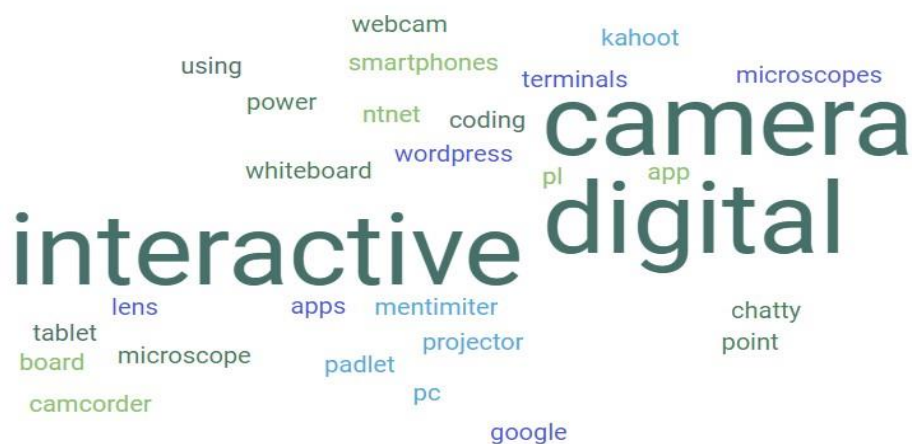 webcam
kahoot
using
smartphones
terminals
microscopes
power
ntnet
coding
camera
wordpress
whiteboard
pl
app
digital
interactive
lens
apps
mentimiter
chatty
tablet
projector
point
board
microscope
padlet
pc
camcorder
google